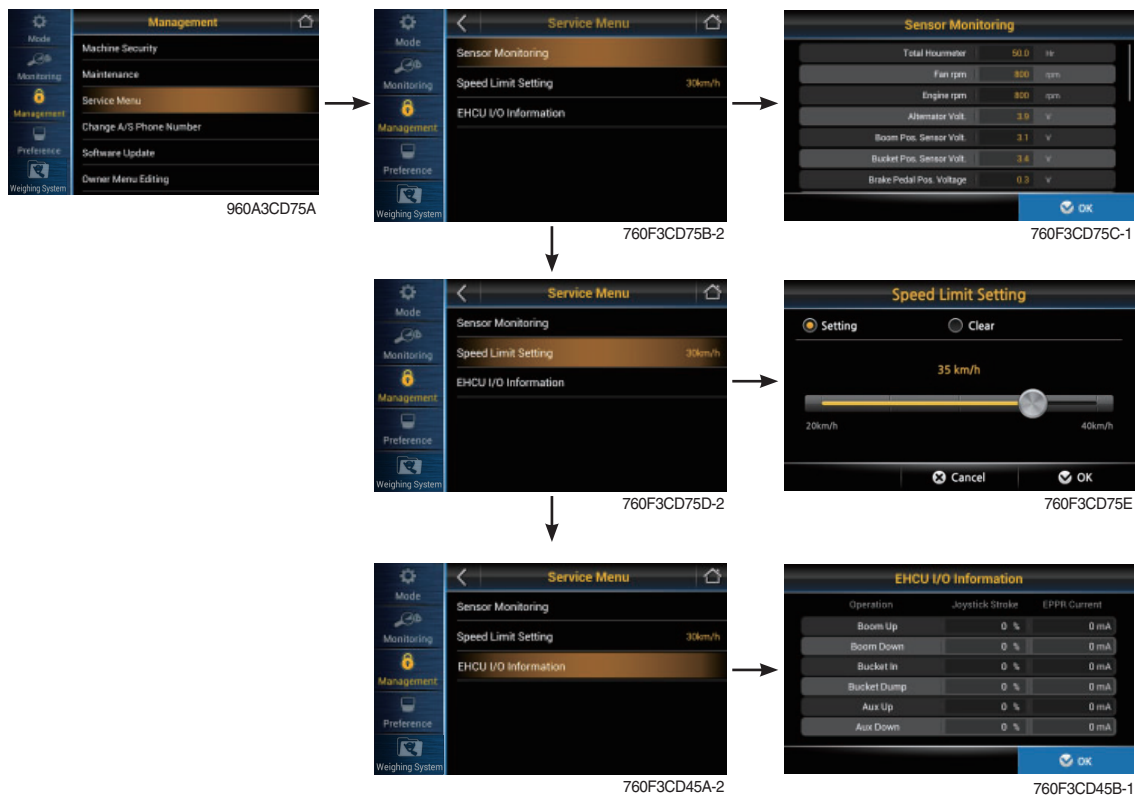 Management
Mode
Monitoring
Management
Preference
Weighing System
Machine Security
Maintenance
Service Menu
Change A/S Phone Number
Software Update
Owner Menu Editing
960A3CD75A
Service Menu
Mode
Monitoring
Management
Preference
Weighing System
Sensor Monitoring
Speed Limit Setting 30km/h
EHCU I/O Information
760F3CD75B-2
Sensor Monitoring
Total Hourmeter 50.0 Hr
Fan rpm 800 rpm
Engine rpm 800 rpm
Alternator Volt. 3.9 V
Boom Pos. Sensor Volt. 3.1 V
Bucket Pos. Sensor Volt. 3.4 V
Brake Pedal Pos. Voltage 0.3 V
OK
760F3CD75C-1
Service Menu
Mode
Monitoring
Management
Preference
Weighing System
Sensor Monitoring
Speed Limit Setting 30km/h
EHCU I/O Information
760F3CD75D-2
Speed Limit Setting
Setting Clear
35 km/h
20km/h 40km/h
Cancel OK
760F3CD75E
Service Menu
Mode
Monitoring
Management
Preference
Weighing System
Sensor Monitoring
Speed Limit Setting 30km/h
EHCU I/O Information
760F3CD45A-2
EHCU I/O Information
Operation Joystick Stroke EPPR Current
Boom Up 0 % 0 mA
Boom Down 0 % 0 mA
Bucket In 0 % 0 mA
Bucket Dump 0 % 0 mA
Aux Up 0 % 0 mA
Aux Down 0 % 0 mA
OK
760F3CD45B-1